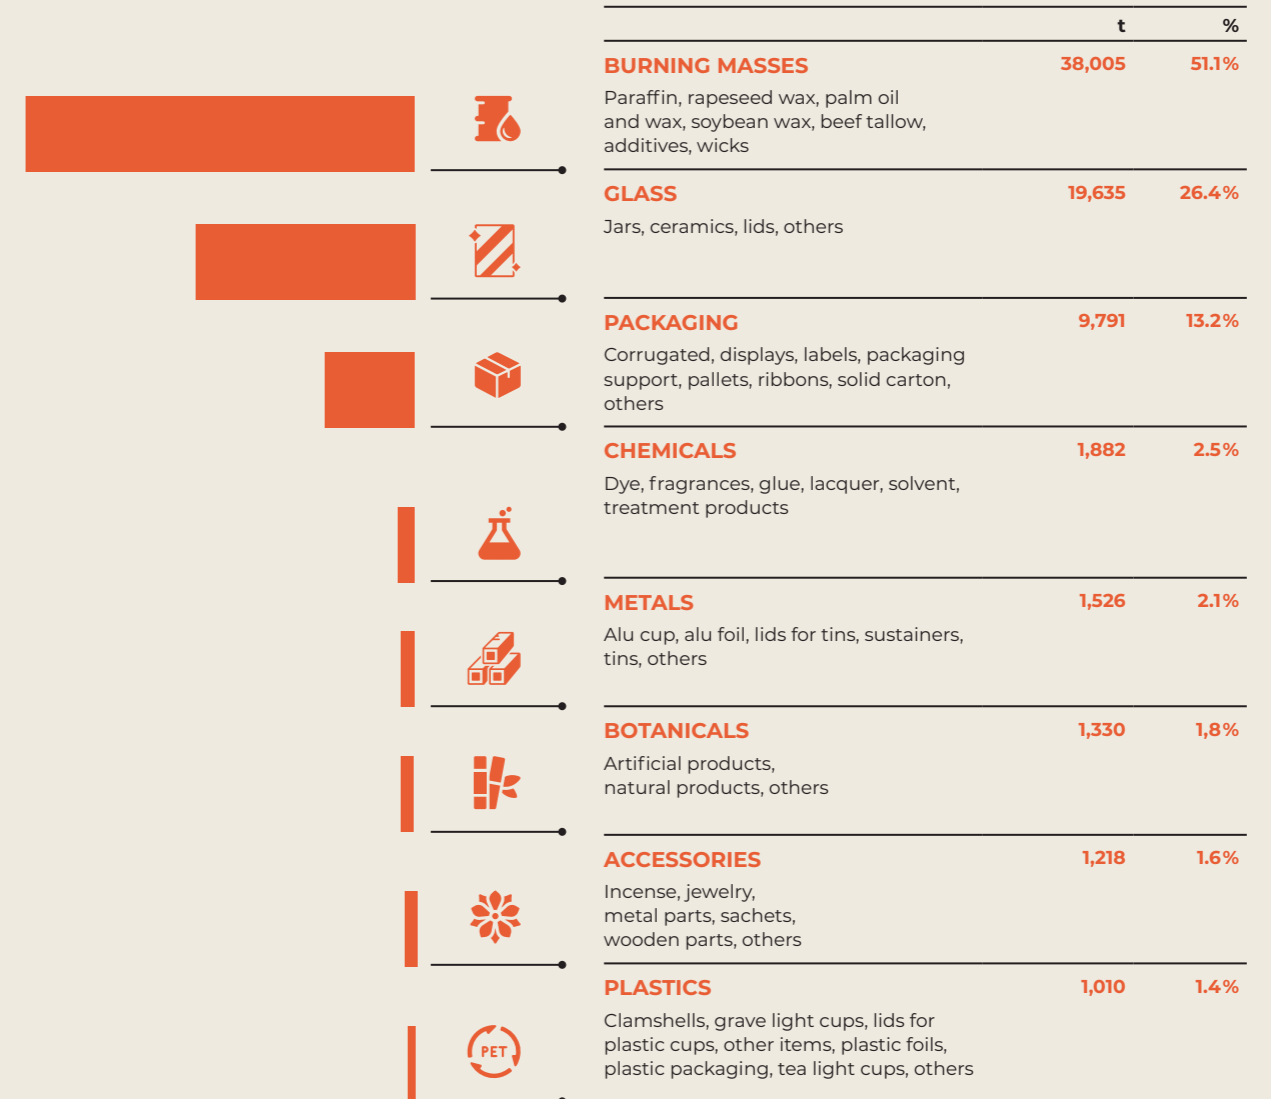 t %
BURNING MASSES 38,005 51.1%
Paraffin, rapeseed wax, palm oil
and wax, soybean wax, beef tallow,
additives, wicks
GLASS 19,635 26.4%
Jars, ceramics, lids, others
PACKAGING 9,791 13.2%
Corrugated, displays, labels, packaging
support, pallets, ribbons, solid carton,
others
CHEMICALS 1,882 2.5%
Dye, fragrances, glue, lacquer, solvent,
treatment products
METALS 1,526 2.1%
Alu cup, alu foil, lids for tins, sustainers,
tins, others
BOTANICALS 1,330 1,8%
Artificial products,
natural products, others
ACCESSORIES 1,218 1.6%
Incense, jewelry,
metal parts, sachets,
wooden parts, others
PLASTICS 1,010 1.4%
PET
Clamshells, grave light cups, lids for
plastic cups, other items, plastic foils,
plastic packaging, tea light cups, others